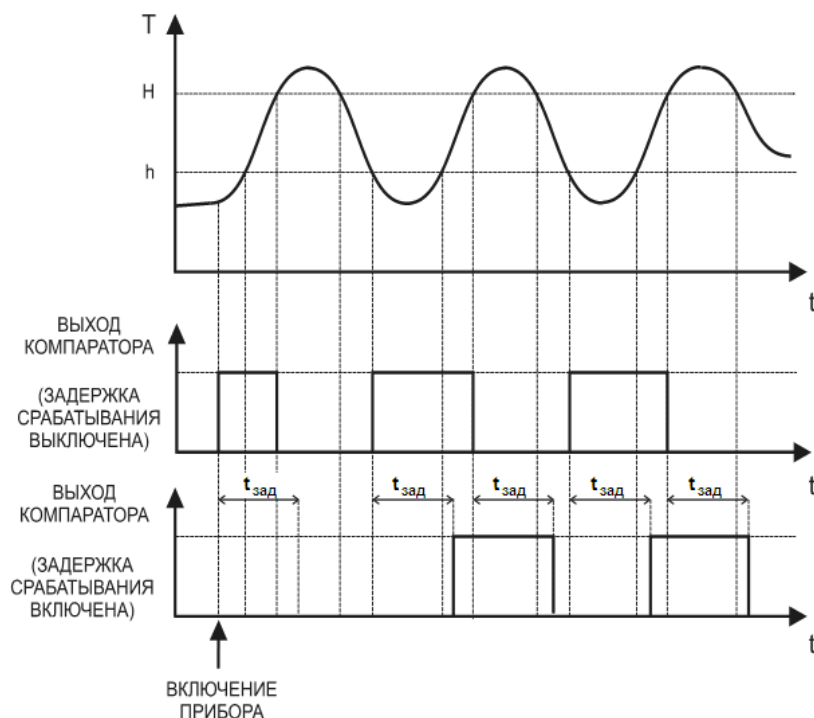 T
H
h
t
ВЫХОД
КОМПАРАТОРА
(ЗАДЕРЖКА
СРАБАТЫВАНИЯ
ВЫКЛЮЧЕНА)
t
ВЫХОД
КОМПАРАТОРА
(ЗАДЕРЖКА
СРАБАТЫВАНИЯ
ВКЛЮЧЕНА)
tзад tзад tзад tзад tзад
t
ВКЛЮЧЕНИЕ
ПРИБОРА